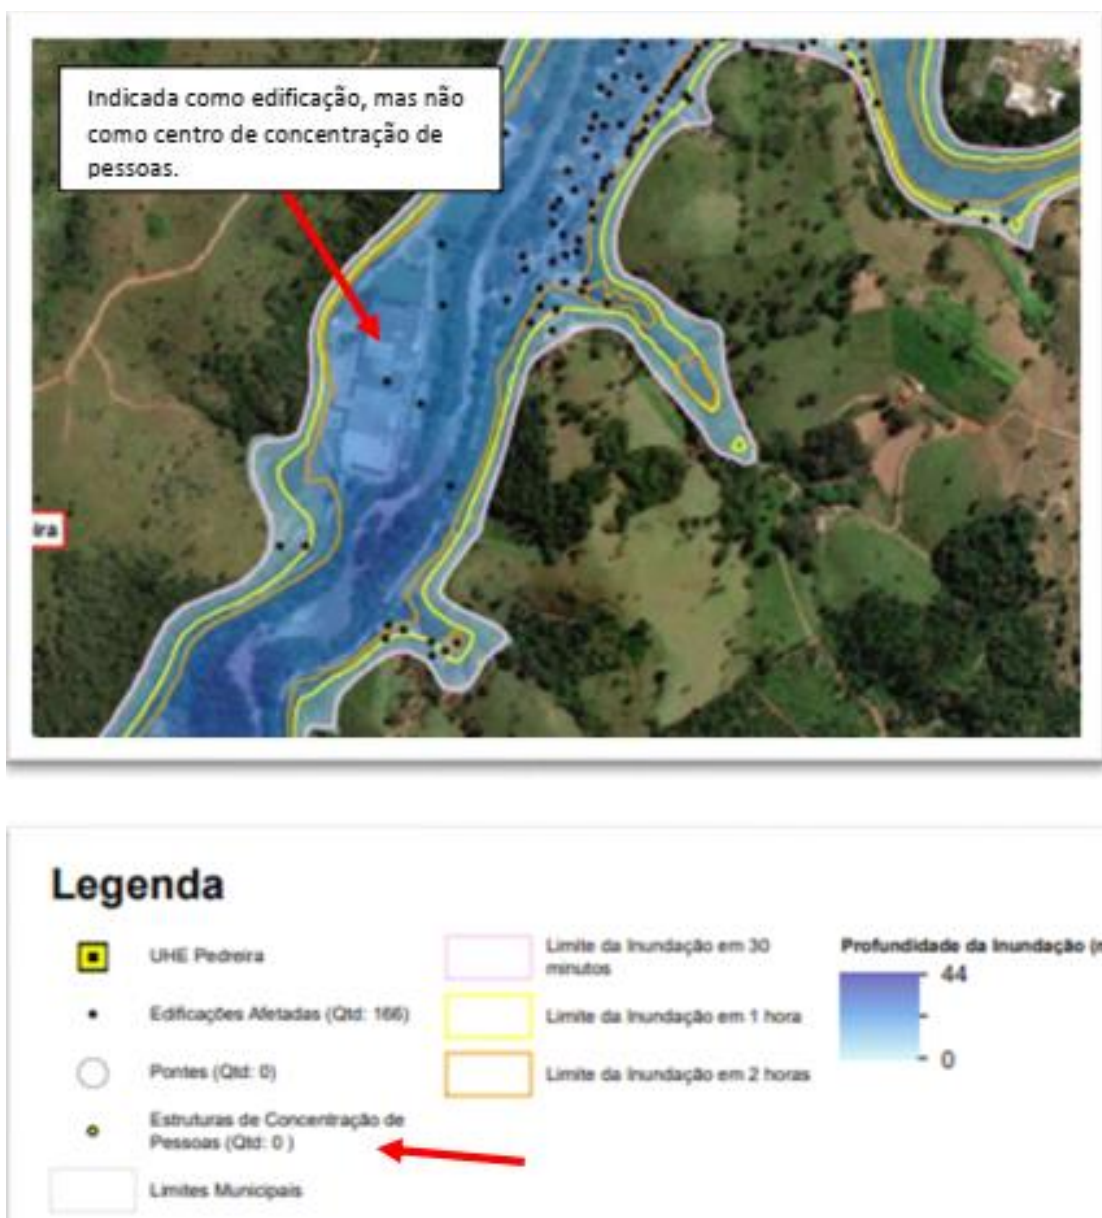 Indicada como edificação, mas não
como centro de concentração de
pessoas.
ira
Legenda
UHE Pedreira
Edificações Afetadas (Qtd: 166)
Pontes (Qtd: 0)
Estruturas de Concentração de
Pessoas (Qtd: 0 )
Limites Municipais
Limite da Inundação em 30
minutos
Limite da Inundação em 1 hora
Limite da Inundação em 2 horas
Profundidade da Inundação (
44
0